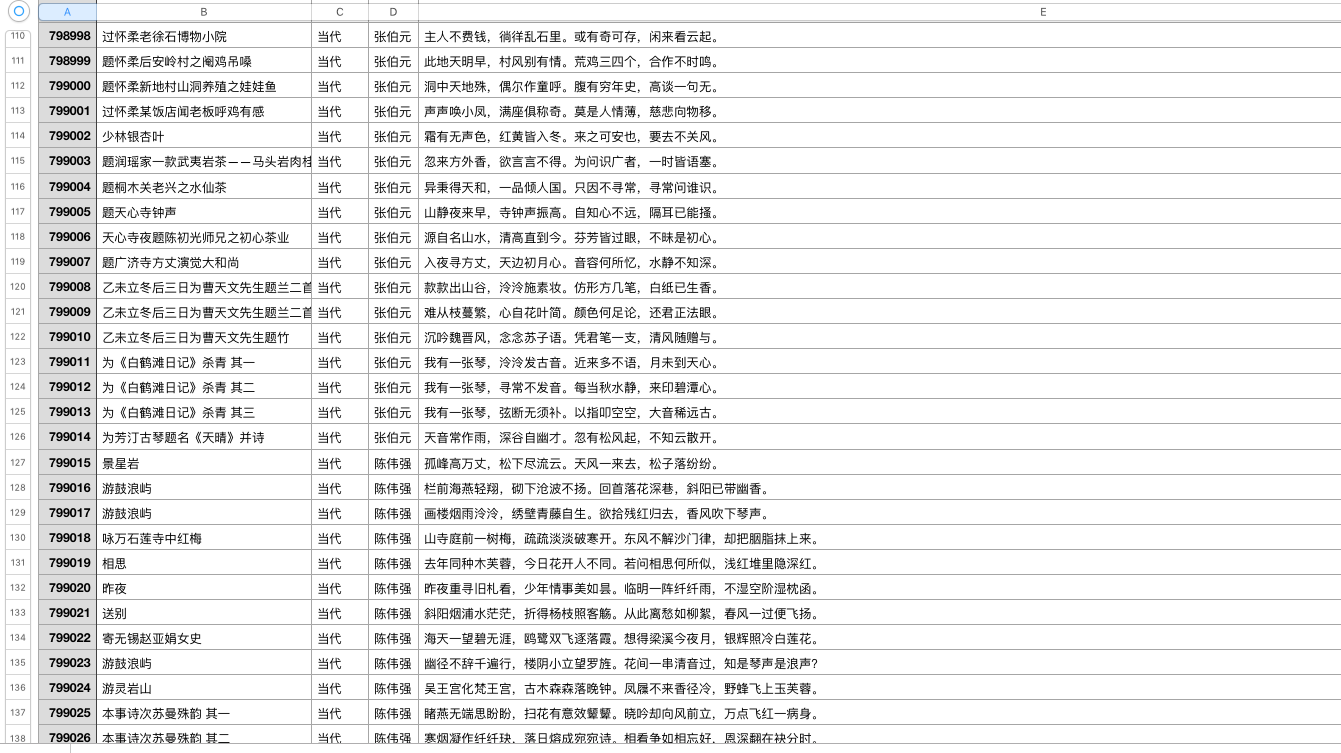 A B C D E
110 798998 过怀柔老徐石博物小院 当代 张伯元 主人不费钱，徜徉乱石里。或有奇可存，闲来看云起。
111 798999 题怀柔后安岭村之阉鸡吊嗓 当代 张伯元 此地天明早，村风别有情。荒鸡三四个，合作不时鸣。
112 799000 题怀柔新地村山洞养殖之娃娃鱼 当代 张伯元 洞中天地殊，偶尔作童呼。腹有穷年史，高谈一句无。
113 799001 过怀柔某饭店闻老板呼鸡有感 当代 张伯元 声声唤小凤，满座俱称奇。莫是人情薄，慈悲向物移。
114 799002 少林银杏叶 当代 张伯元 霜有无声色，红黄皆入冬。来之可安也，要去不关风。
115 799003 题润瑶家一款武夷岩茶——马头岩肉桂 当代 张伯元 忽来方外香，欲言言不得。为问识广者，一时皆语塞。
116 799004 题桐木关老兴之水仙茶 当代 张伯元 异秉得天和，一品倾人国。只因不寻常，寻常问谁识。
117 799005 题天心寺钟声 当代 张伯元 山静夜来早，寺钟声振高。自知心不远，隔耳已能搔。
118 799006 天心寺夜题陈初光师兄之初心茶业 当代 张伯元 源自名山水，清高直到今。芬芳皆过眼，不昧是初心。
119 799007 题广济寺方丈演觉大和尚 当代 张伯元 入夜寻方丈，天边初月心。音容何所忆，水静不知深。
120 799008 乙未立冬后三日为曹天文先生题兰二首 当代 张伯元 款款出山谷，泠泠施素妆。仿形方几笔，白纸已生香。
121 799009 乙未立冬后三日为曹天文先生题兰二首 当代 张伯元 难从枝蔓繁，心自花叶简。颜色何足论，还君正法眼。
122 799010 乙未立冬后三日为曹天文先生题竹 当代 张伯元 沉吟魏晋风，念念苏子语。凭君笔一支，清风随赠与。
123 799011 为《白鹤滩日记》杀青 其一 当代 张伯元 我有一张琴，泠泠发古音。近来多不语，月未到天心。
124 799012 为《白鹤滩日记》杀青 其二 当代 张伯元 我有一张琴，寻常不发音。每当秋水静，来印碧潭心。
125 799013 为《白鹤滩日记》杀青 其三 当代 张伯元 我有一张琴，弦断无须补。以指叩空空，大音稀远古。
126 799014 为芳汀古琴题名《天晴》并诗 当代 张伯元 天音常作雨，深谷自幽才。忽有松风起，不知云散开。
127 799015 景星岩 当代 陈伟强 孤峰高万丈，松下尽流云。天风一来去，松子落纷纷。
128 799016 游鼓浪屿 当代 陈伟强 栏前海燕轻翔，砌下沧波不扬。回首落花深巷，斜阳已带幽香。
129 799017 游鼓浪屿 当代 陈伟强 画楼烟雨泠泠，绣壁青藤自生。欲拾残红归去，香风吹下琴声。
130 799018 咏万石莲寺中红梅 当代 陈伟强 山寺庭前一树梅，疏疏淡淡破寒开。东风不解沙门律，却把胭脂抹上来。
131 799019 相思 当代 陈伟强 去年同种木芙蓉，今日花开人不同。若问相思何所似，浅红堆里隐深红。
132 799020 昨夜 当代 陈伟强 昨夜重寻旧札看，少年情事美如昙。临明一阵纤纤雨，不湿空阶湿枕函。
133 799021 送别 当代 陈伟强 斜阳烟浦水茫茫，折得杨枝照客觞。从此离愁如柳絮，春风一过便飞扬。
134 799022 寄无锡赵亚娟女史 当代 陈伟强 海天一望碧无涯，鸥鹭双飞逐落霞。想得梁溪今夜月，银辉照冷白莲花。
135 799023 游鼓浪屿 当代 陈伟强 幽径不辞千遍行，楼阴小立望罗旌。花间一串清音过，知是琴声是浪声？
136 799024 游灵岩山 当代 陈伟强 吴王宫化梵王宫，古木森森落晚钟。凤履不来香径冷，野蜂飞上玉芙蓉。
137 799025 本事诗次苏曼殊韵 其一 当代 陈伟强 睹燕无端思盼盼，扫花有意效颦颦。晓吟却向风前立，万点飞红一病身。
138 799026 本事诗次苏曼殊韵 其二 当代 陈伟强 寒烟凝作纤纤玦，落日熔成宛宛诗。相看争如相忘好，恩深翻在袂分时。